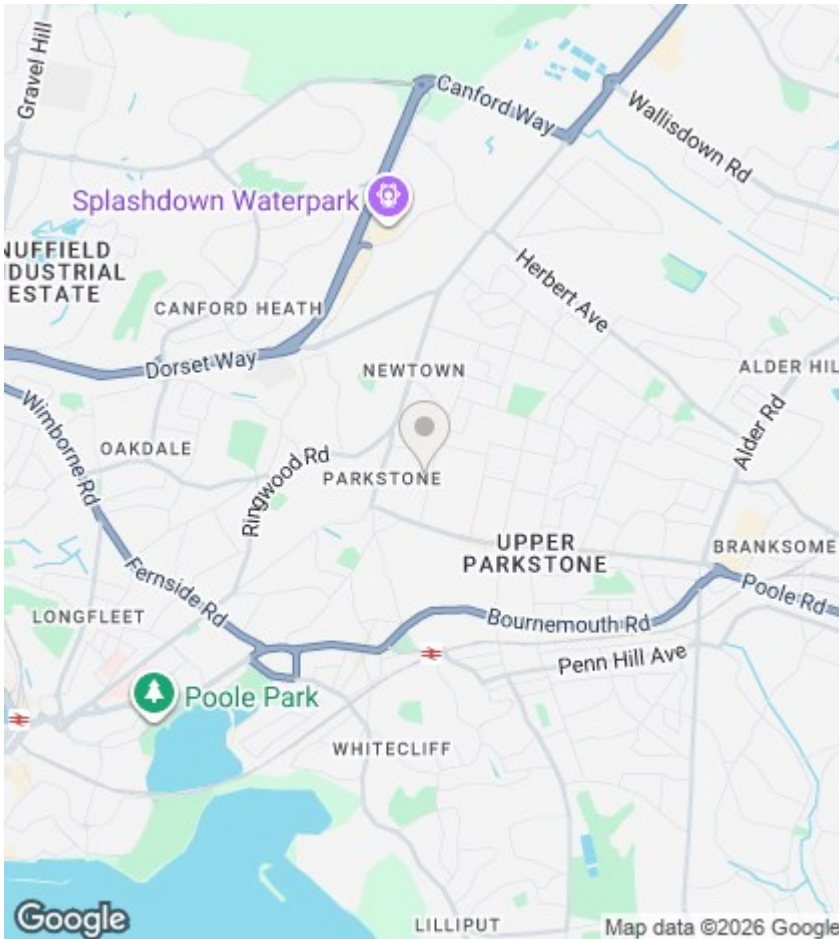 Gravel Hill
Canford Way
Wallisdown Rd
Splashdown Waterpark
NUFFIELD
INDUSTRIAL
ESTATE
Herbert Ave
CANFORD HEATH
Dorset Way
NEWTOWN
ALDER HIL
Wimborne Rd
Alder Rd
OAKDALE
Ringwood Rd
PARKSTONE
UPPER
PARKSTONE
BRANKSOME
Fernside Rd
Poole Rd
LONGFLEET
Bournemouth Rd
Penn Hill Ave
Poole Park
WHITECLIFF
LILLIPUT
Google
Map data ©2026 Google